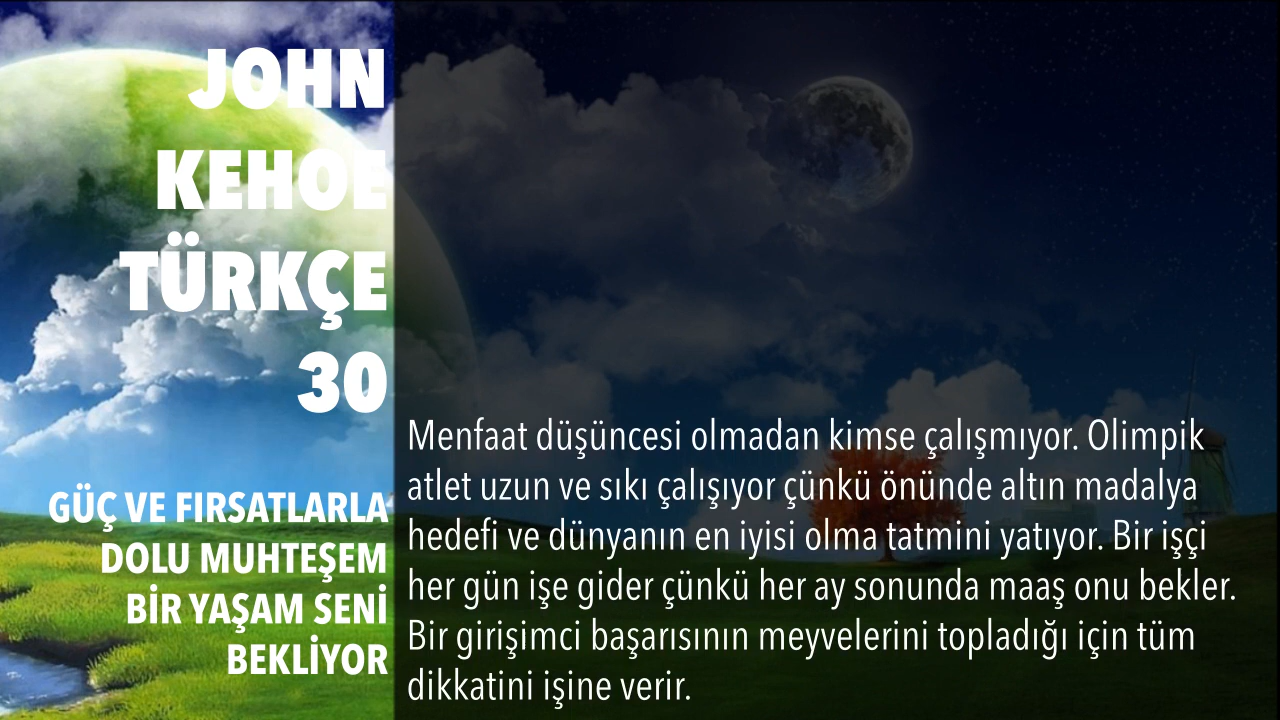 JOHN
KEHOE
TÜRKÇE
30
GÜÇ VE FIRSATLARLA
DOLU MUHTEŞEM
BİR YAŞAM SENİ
BEKLİYOR
Menfaat düşüncesi olmadan kimse çalışmıyor. Olimpik
atlet uzun ve sıkı çalışıyor çünkü önünde altın madalya
hedefi ve dünyanın en iyisi olma tatmini yatıyor. Bir işçi
her gün işe gider çünkü her ay sonunda maaş onu bekler.
Bir girişimci başarısının meyvelerini topladığı için tüm
dikkatini işine verir.